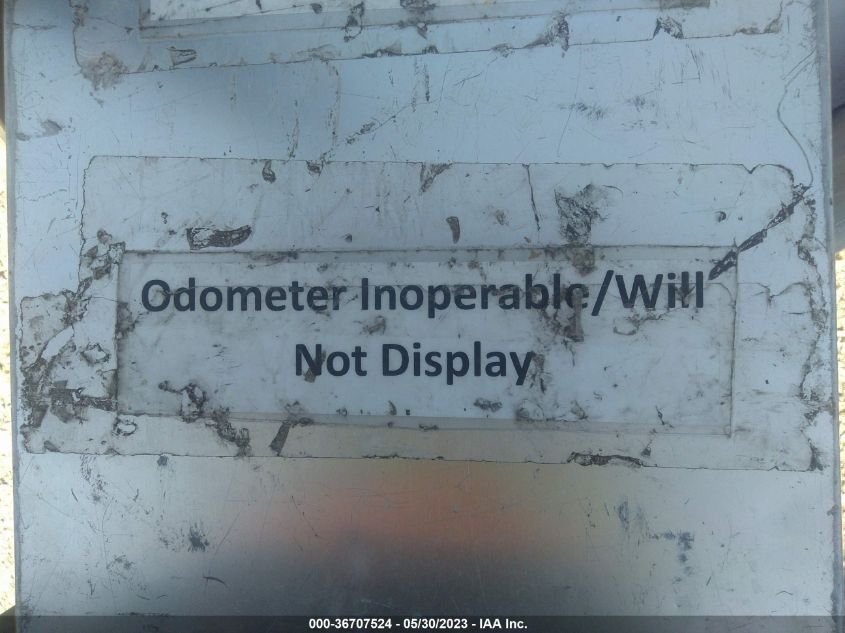 Odometer Inoperable/Will
Not Display
000-36707524 - 05/30/2023 - IAA Inc.